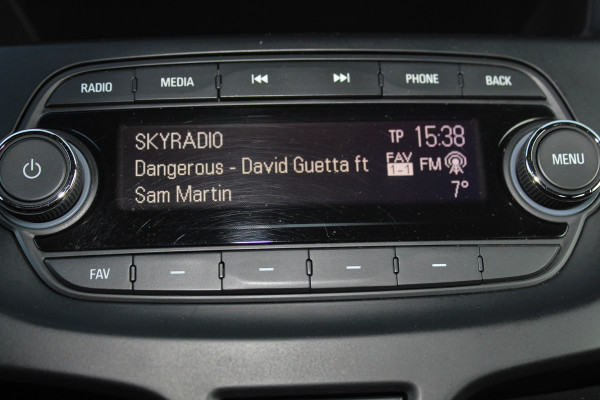 RADIO MEDIA PHONE BACK
SKYRADIO TP 15:38
Dangerous - David Guetta ft FAV 1-1 FM
Sam Martin 7°
MENU
FAV